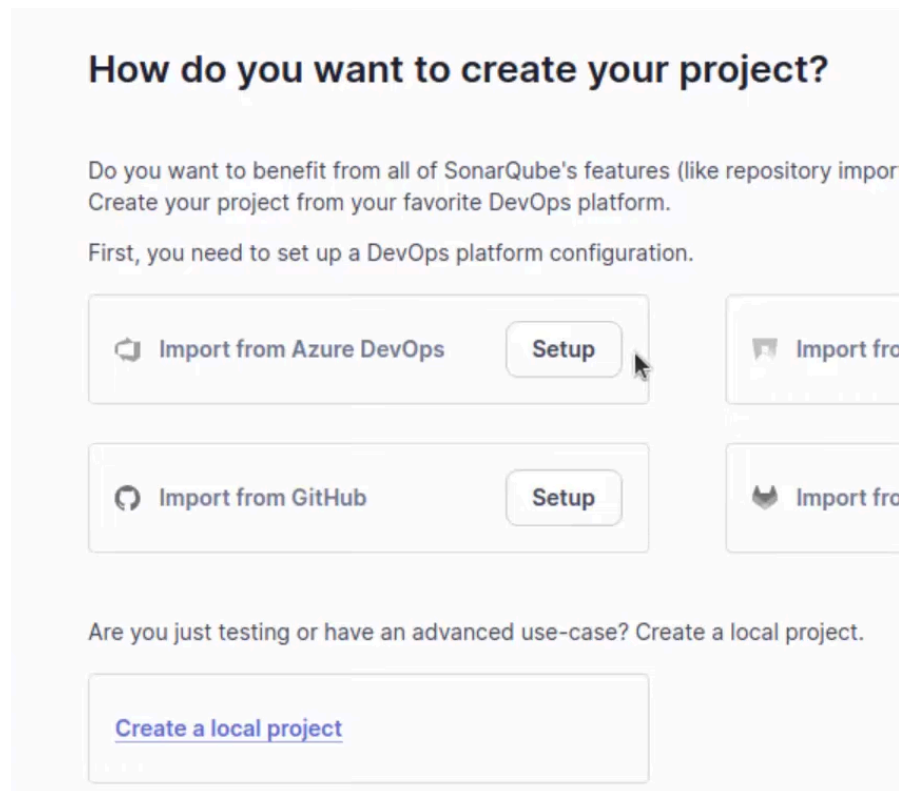 How do you want to create your project?
Do you want to benefit from all of SonarQube's features (like repository
Create your project from your favorite DevOps platform.
First, you need to set up a DevOps platform configuration.
Import from Azure DevOps
Setup
Import
Import from GitHub
Setup
Import
Are you just testing or have an advanced use-case? Create a local project.
Create a local project